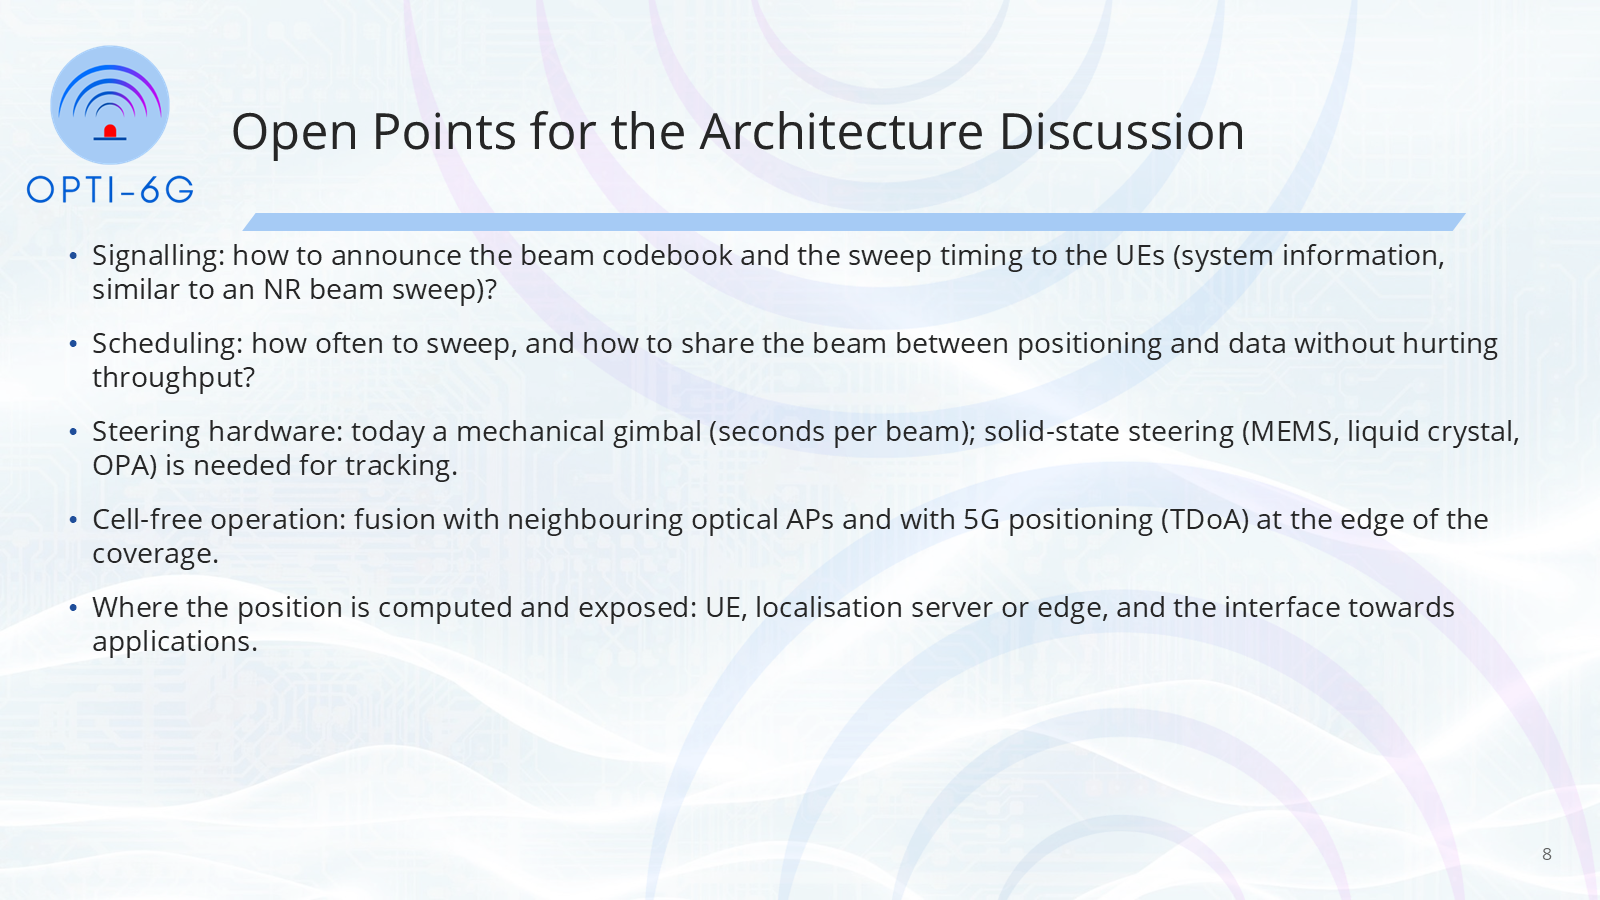 OPTI-6G
Open Points for the Architecture Discussion
• Signalling: how to announce the beam codebook and the sweep timing to the UEs (system information,
similar to an NR beam sweep)?
• Scheduling: how often to sweep, and how to share the beam between positioning and data without hurting
throughput?
• Steering hardware: today a mechanical gimbal (seconds per beam); solid-state steering (MEMS, liquid crystal,
OPA) is needed for tracking.
• Cell-free operation: fusion with neighbouring optical APs and with 5G positioning (TDoA) at the edge of the
coverage.
• Where the position is computed and exposed: UE, localisation server or edge, and the interface towards
applications.
8